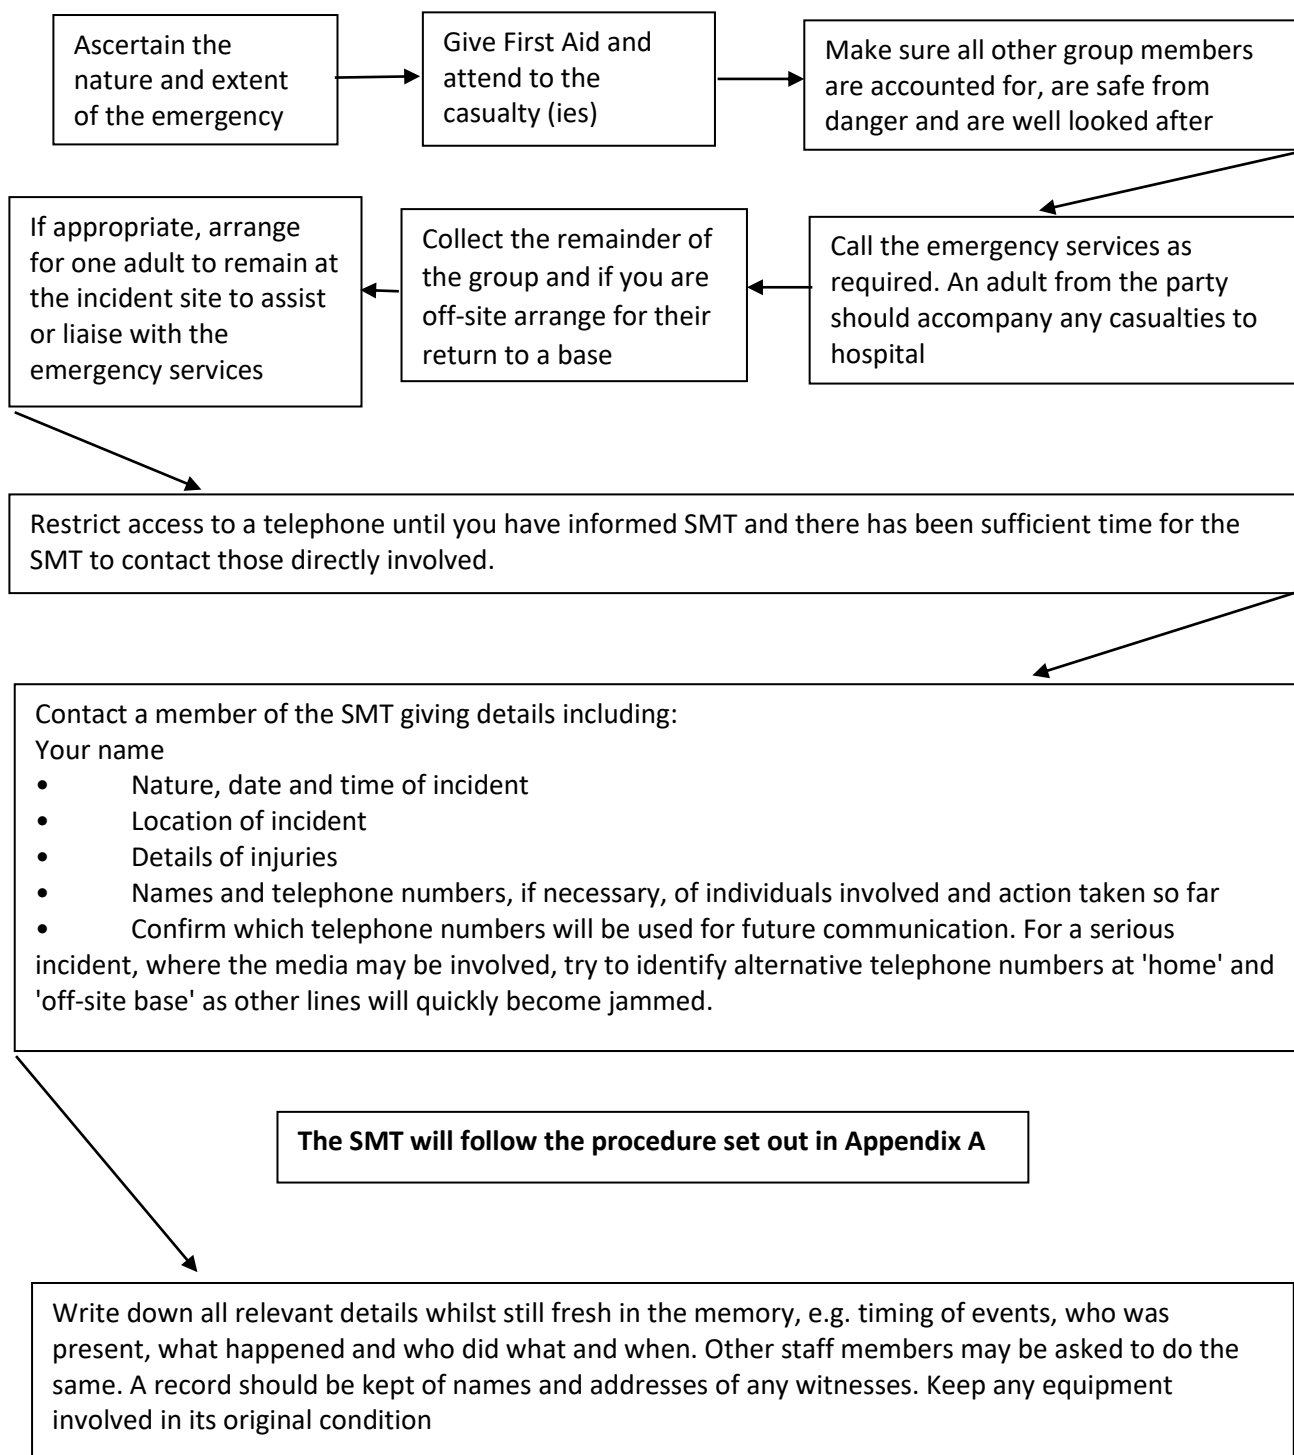 Ascertain the
nature and extent
of the emergency
Give First Aid and
attend to the
casualty (ies)
Make sure all other group members
are accounted for, are safe from
danger and are well looked after
Call the emergency services as
required. An adult from the party
should accompany any casualties to
hospital
Collect the remainder of
the group and if you are
off-site arrange for their
return to a base
If appropriate, arrange
for one adult to remain at
the incident site to assist
or liaise with the
emergency services
Restrict access to a telephone until you have informed SMT and there has been sufficient time for the
SMT to contact those directly involved.
Contact a member of the SMT giving details including:
Your name
• Nature, date and time of incident
• Location of incident
• Details of injuries
• Names and telephone numbers, if necessary, of individuals involved and action taken so far
• Confirm which telephone numbers will be used for future communication. For a serious
incident, where the media may be involved, try to identify alternative telephone numbers at 'home' and
'off-site base' as other lines will quickly become jammed.
The SMT will follow the procedure set out in Appendix A
Write down all relevant details whilst still fresh in the memory, e.g. timing of events, who was
present, what happened and who did what and when. Other staff members may be asked to do the
same. A record should be kept of names and addresses of any witnesses. Keep any equipment
involved in its original condition